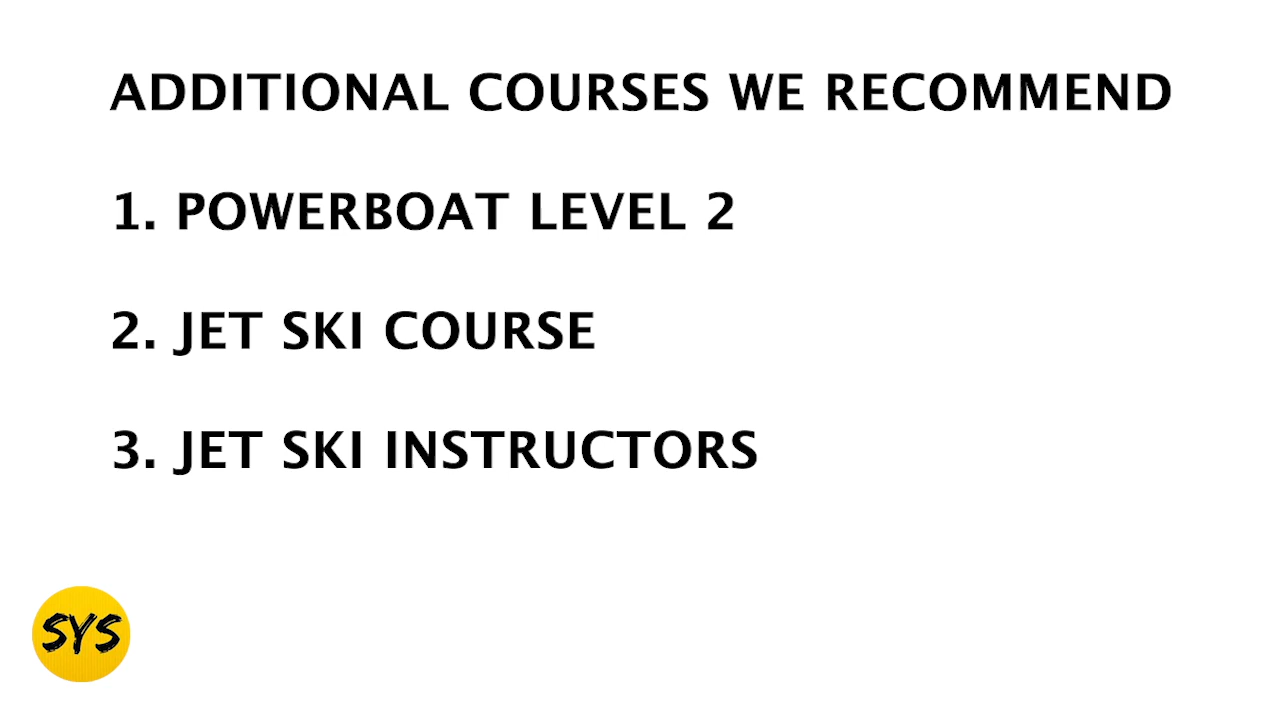 ADDITIONAL COURSES WE RECOMMEND
1. POWERBOAT LEVEL 2
2. JET SKI COURSE
3. JET SKI INSTRUCTORS
SYS